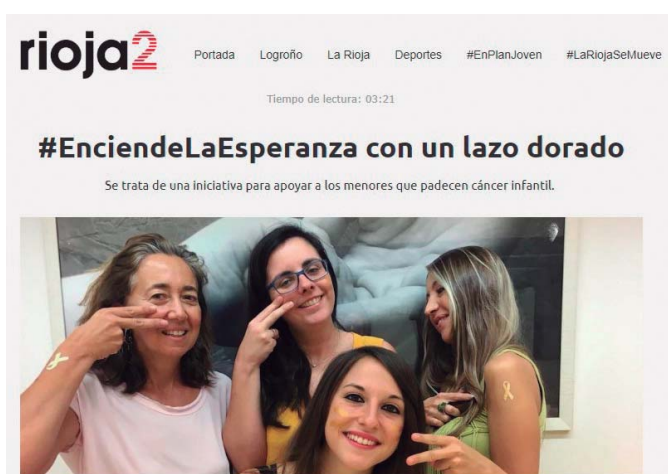 rioja2
Portada Logroño La Rioja Deportes #EnPlanJoven #LaRiojaSeMueve
Tiempo de lectura: 03:21
#EnciendeLaEsperanza con un lazo dorado
Se trata de una iniciativa para apoyar a los menores que padecen cáncer infantil.